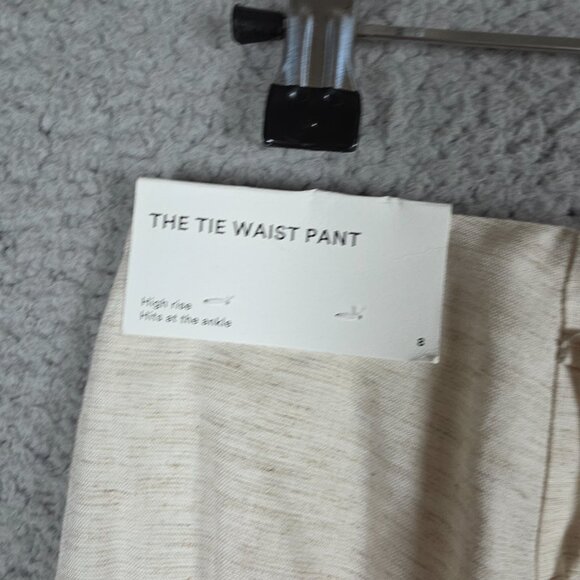 THE TIE WAIST PANT
High rise
Hits at the ankle
8